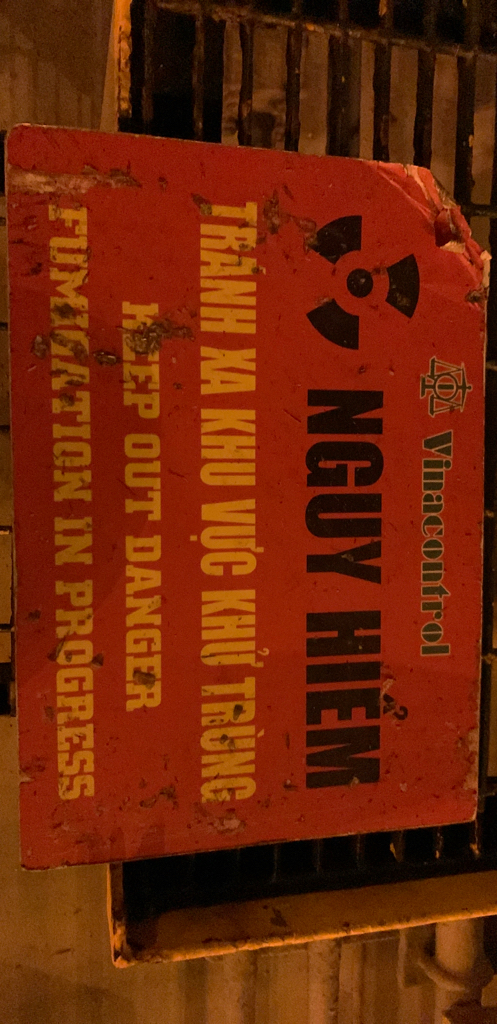 Vinacontrol
NGUY HIỂM
TRÁNH XA KHU VỰC KHỬ TRÙNG
KEEP OUT DANGER
FUMIGATION IN PROGRESS